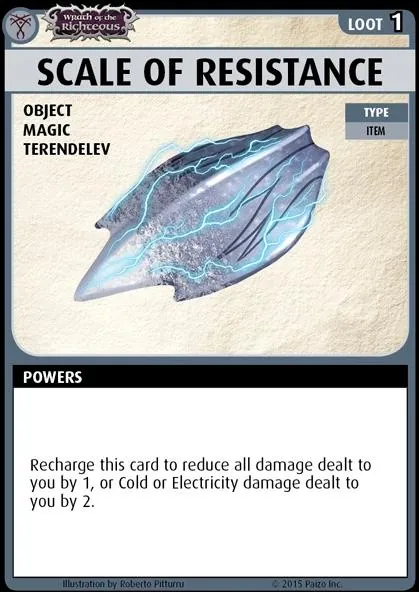 Wrath of the
Righteous
LOOT 1
SCALE OF RESISTANCE
OBJECT
MAGIC
TERENDELEV
TYPE
ITEM
POWERS
Recharge this card to reduce all damage dealt to
you by 1, or Cold or Electricity damage dealt to
you by 2.
Illustration by Roberto Pitturru
© 2015 Paizo Inc.